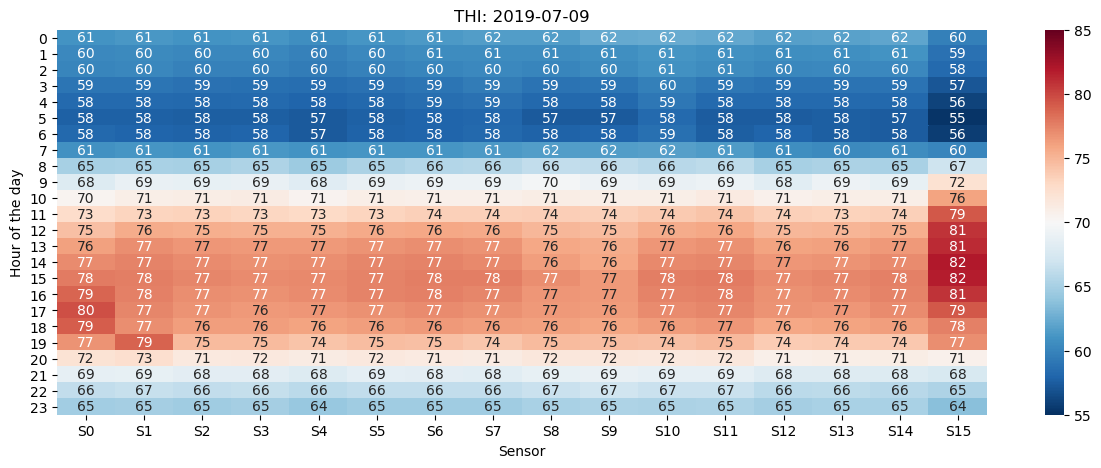 THI: 2019-07-09
0 61 61 61 61 61 61 61 62 62 62 62 62 62 62 62 60
1 60 60 60 60 60 60 61 61 61 61 61 61 61 61 61 59
2 60 60 60 60 60 60 60 60 60 60 61 61 60 60 60 58
3 59 59 59 59 59 59 59 59 59 59 60 59 59 59 59 57
4 58 58 58 58 57 58 59 59 58 58 59 58 58 58 58 56
5 58 58 58 58 57 58 58 58 57 57 58 58 58 58 57 55
6 58 58 58 58 57 58 58 58 58 58 59 58 58 58 58 56
7 61 61 61 61 61 61 61 61 62 62 62 61 61 60 61 60
8 65 65 65 65 65 65 66 66 66 66 66 66 65 65 65 67
9 68 69 69 69 68 69 69 69 70 69 69 69 68 69 69 72
10 70 71 71 71 71 71 71 71 71 71 71 71 71 71 71 76
11 73 73 73 73 73 73 74 74 74 74 74 74 74 73 74 79
12 75 76 75 75 75 76 76 76 75 75 76 76 75 75 75 81
13 76 77 77 77 77 77 77 77 76 76 77 77 76 76 77 81
14 77 77 77 77 77 77 77 77 76 76 77 77 77 77 77 82
15 78 78 77 77 77 77 78 78 77 77 78 78 77 77 78 82
16 79 78 77 77 77 77 78 77 77 77 77 78 77 77 77 81
17 80 77 77 76 77 77 77 77 77 76 77 77 77 76 77 79
18 79 77 76 76 76 76 76 76 76 76 76 77 76 76 76 78
19 77 79 75 75 74 75 75 74 75 75 74 75 74 74 74 77
20 72 73 71 72 71 72 71 71 72 72 72 72 71 71 71 71
21 69 69 68 68 68 69 68 68 69 69 69 69 68 68 68 68
22 66 67 66 66 66 66 66 66 67 67 67 67 66 66 66 65
23 65 65 65 65 64 65 65 65 65 65 65 65 65 65 65 64
S0 S1 S2 S3 S4 S5 S6 S7 S8 S9 S10 S11 S12 S13 S14 S15
Sensor
Hour of the day
85
80
75
70
65
60
55